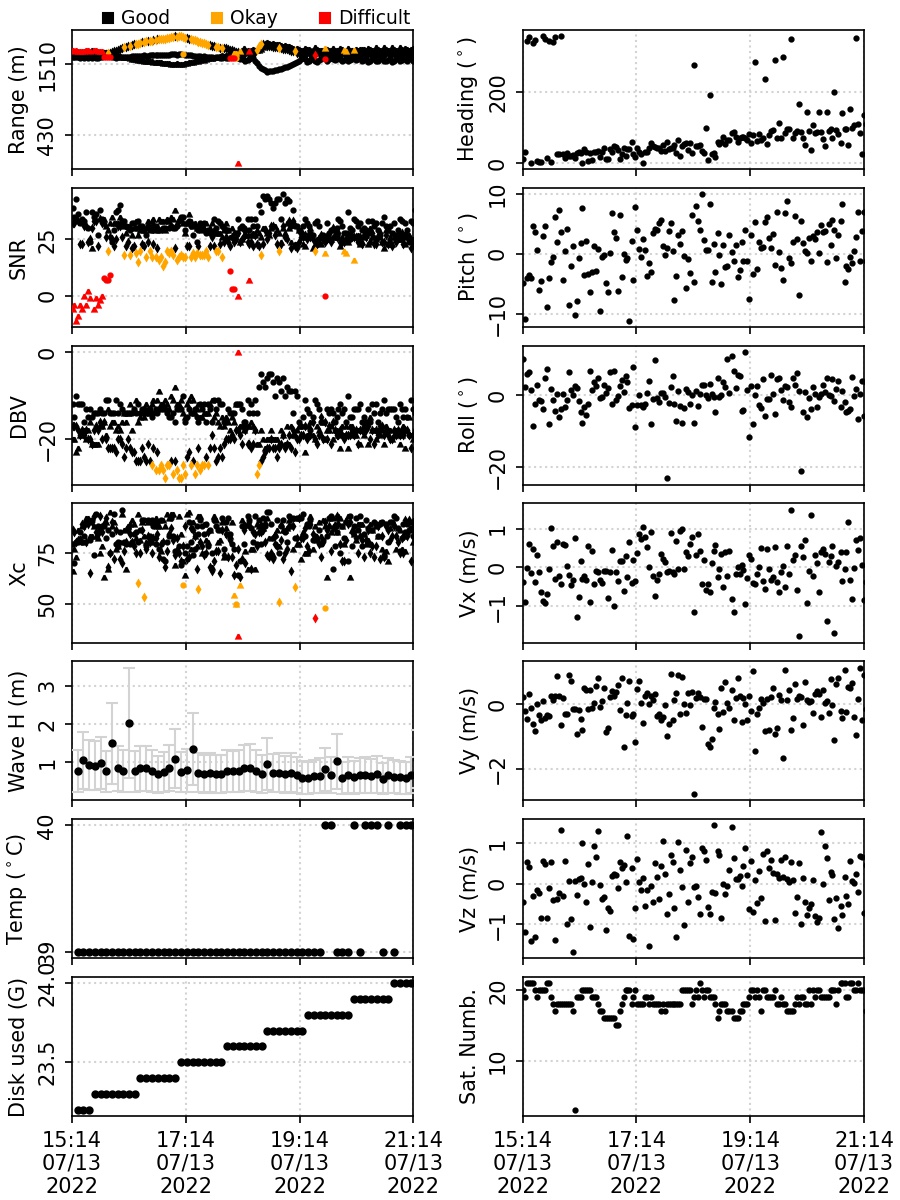 Good Okay Difficult
Range (m)
1510
430
Heading (°)
200
0
SNR
25
0
Pitch (°)
10
0
−10
DBV
0
−20
Roll (°)
0
−20
Xc
75
50
Vx (m/s)
1
0
−1
Wave H (m)
3
2
1
Vy (m/s)
0
−2
Temp (°C)
40
39
Vz (m/s)
1
0
−1
Disk used (G)
24.0
23.5
Sat. Numb.
20
10
15:14 17:14 19:14 21:14
07/13 07/13 07/13 07/13
2022 2022 2022 2022
15:14 17:14 19:14 21:14
07/13 07/13 07/13 07/13
2022 2022 2022 2022